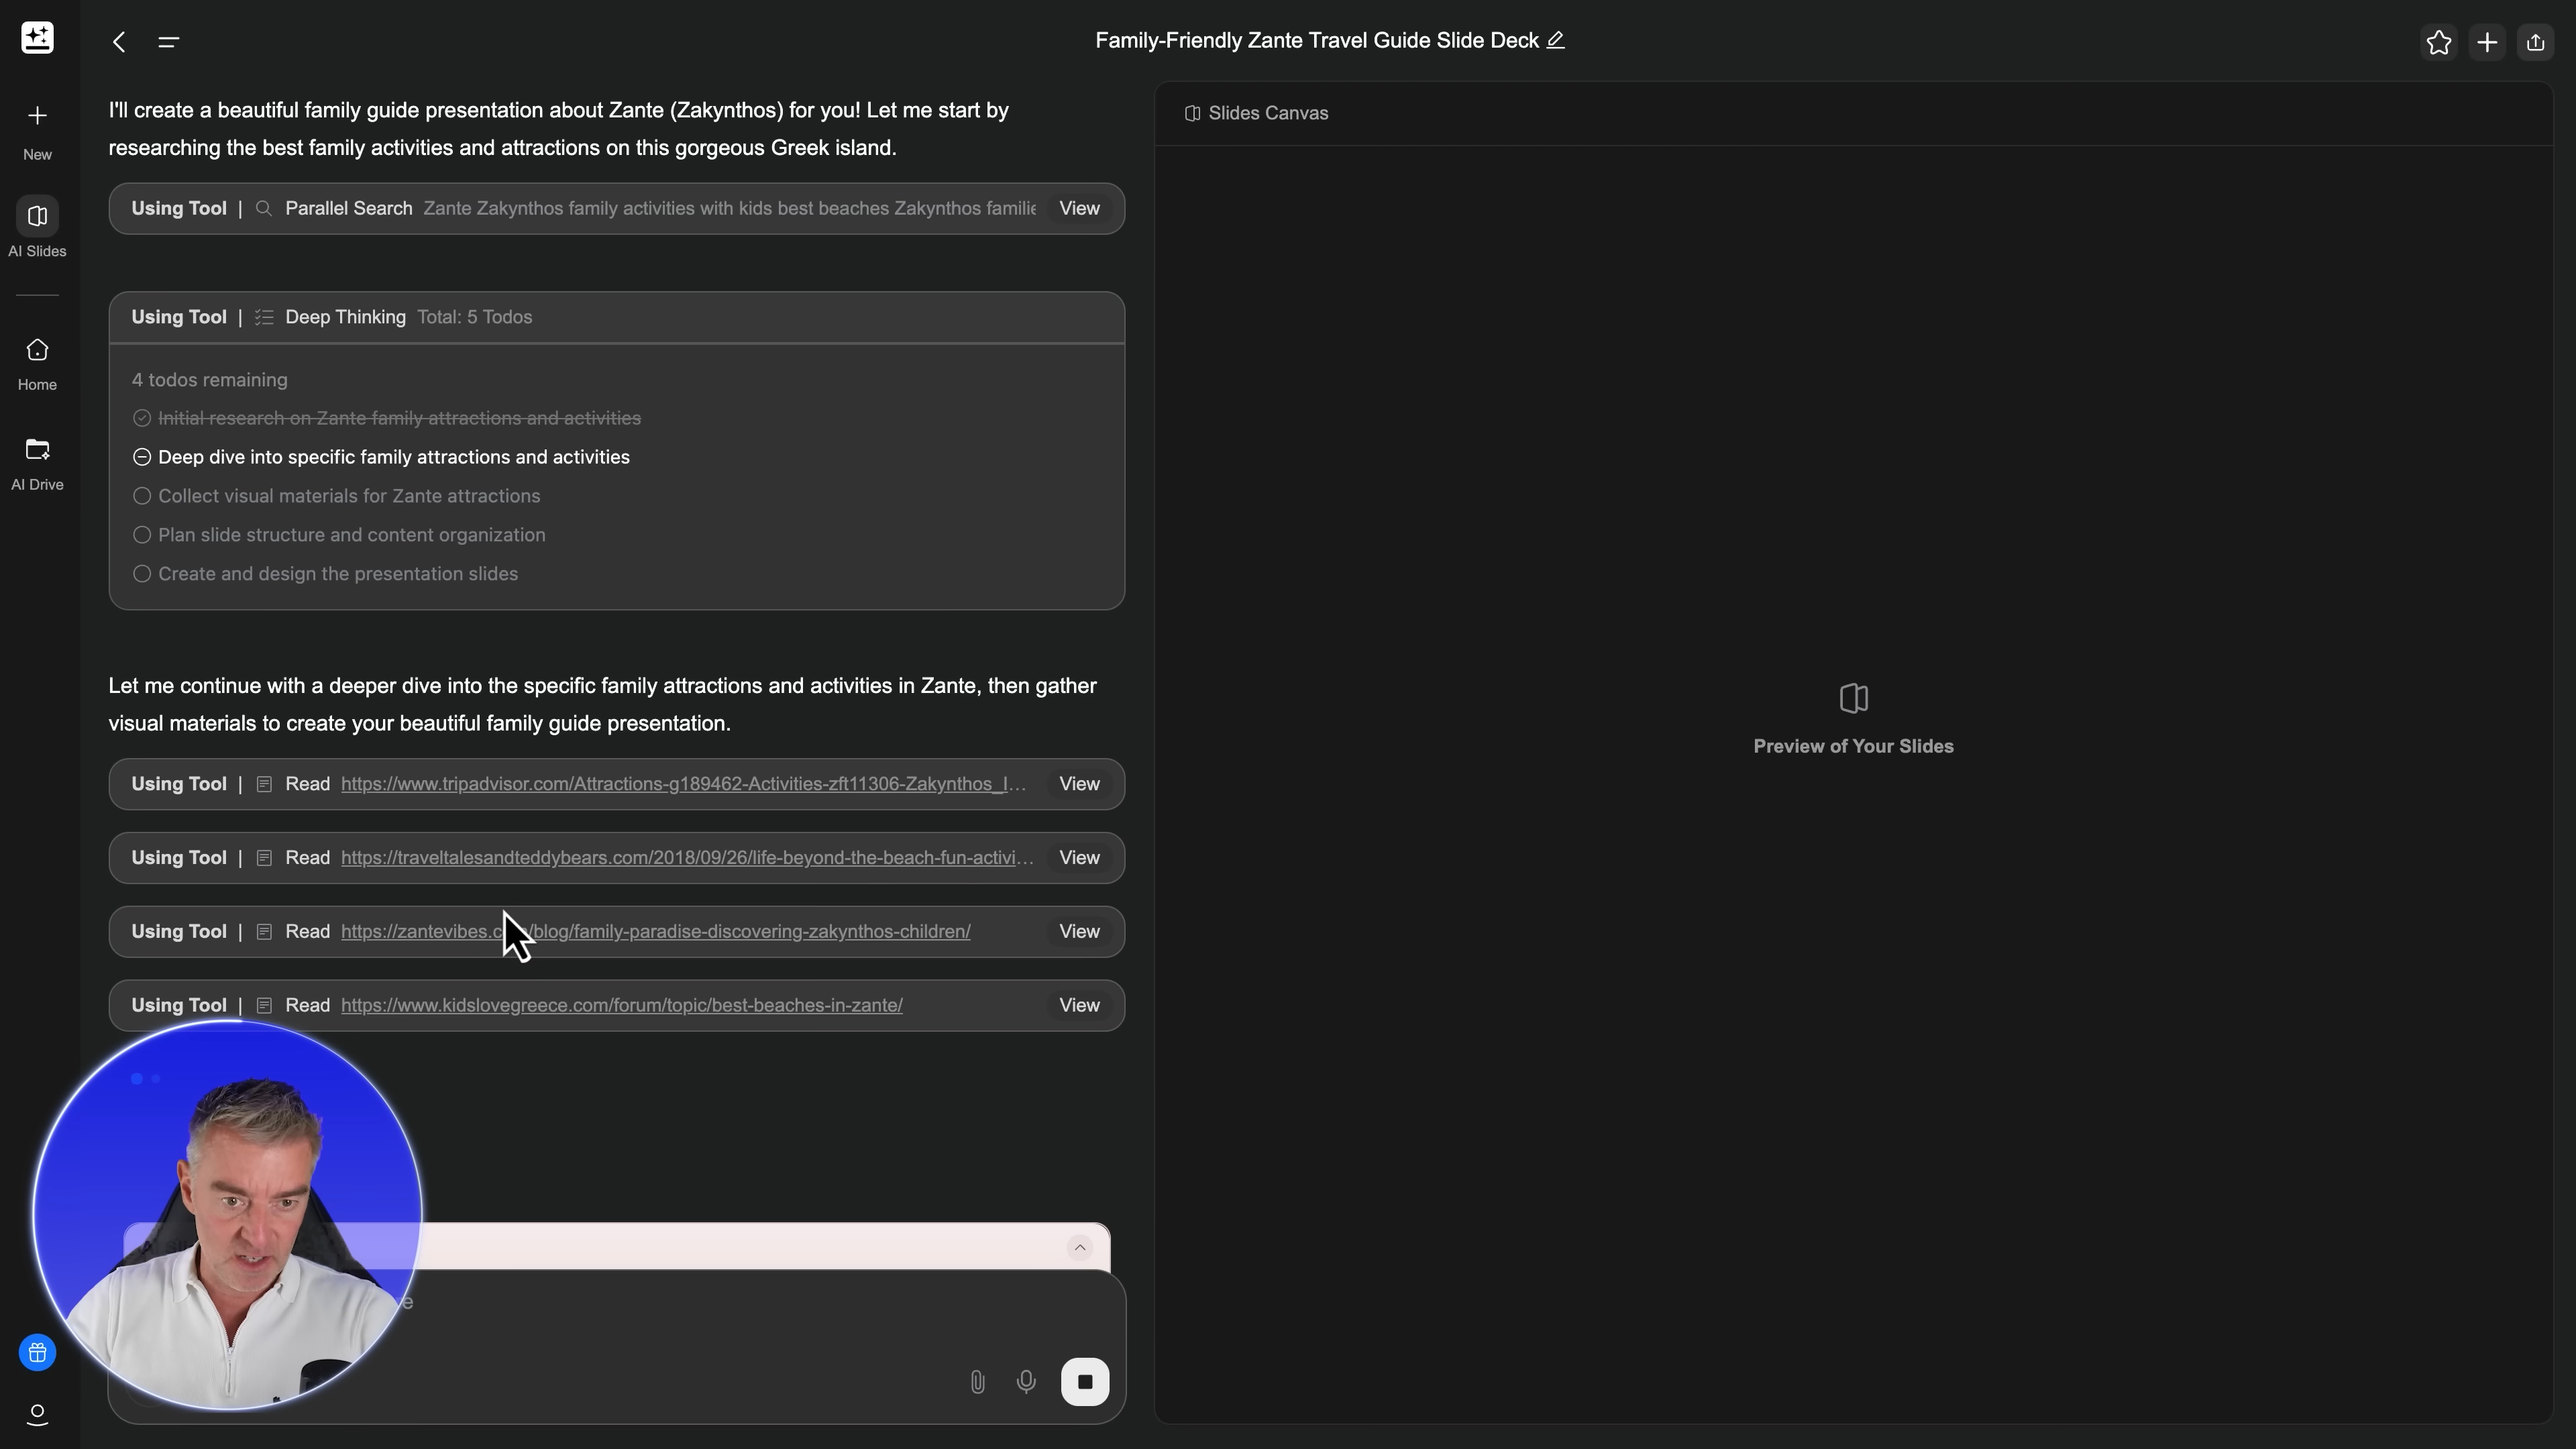 Family-Friendly Zante Travel Guide Slide Deck
New
AI Slides
Home
AI Drive
I'll create a beautiful family guide presentation about Zante (Zakynthos) for you! Let me start by
researching the best family activities and attractions on this gorgeous Greek island.
Using Tool | Parallel Search Zante Zakynthos family activities with kids best beaches Zakynthos familie View
Using Tool | Deep Thinking Total: 5 Todos
4 todos remaining
Initial research on Zante family attractions and activities
Deep dive into specific family attractions and activities
Collect visual materials for Zante attractions
Plan slide structure and content organization
Create and design the presentation slides
Let me continue with a deeper dive into the specific family attractions and activities in Zante, then gather
visual materials to create your beautiful family guide presentation.
Using Tool | Read https://www.tripadvisor.com/Attractions-g189462-Activities-zft11306-Zakynthos_I... View
Using Tool | Read https://traveltalesandteddybears.com/2018/09/26/life-beyond-the-beach-fun-activi... View
Using Tool | Read https://zantevibes.c /blog/family-paradise-discovering-zakynthos-children/ View
Using Tool | Read https://www.kidslovegreece.com/forum/topic/best-beaches-in-zante/ View
Slides Canvas
Preview of Your Slides